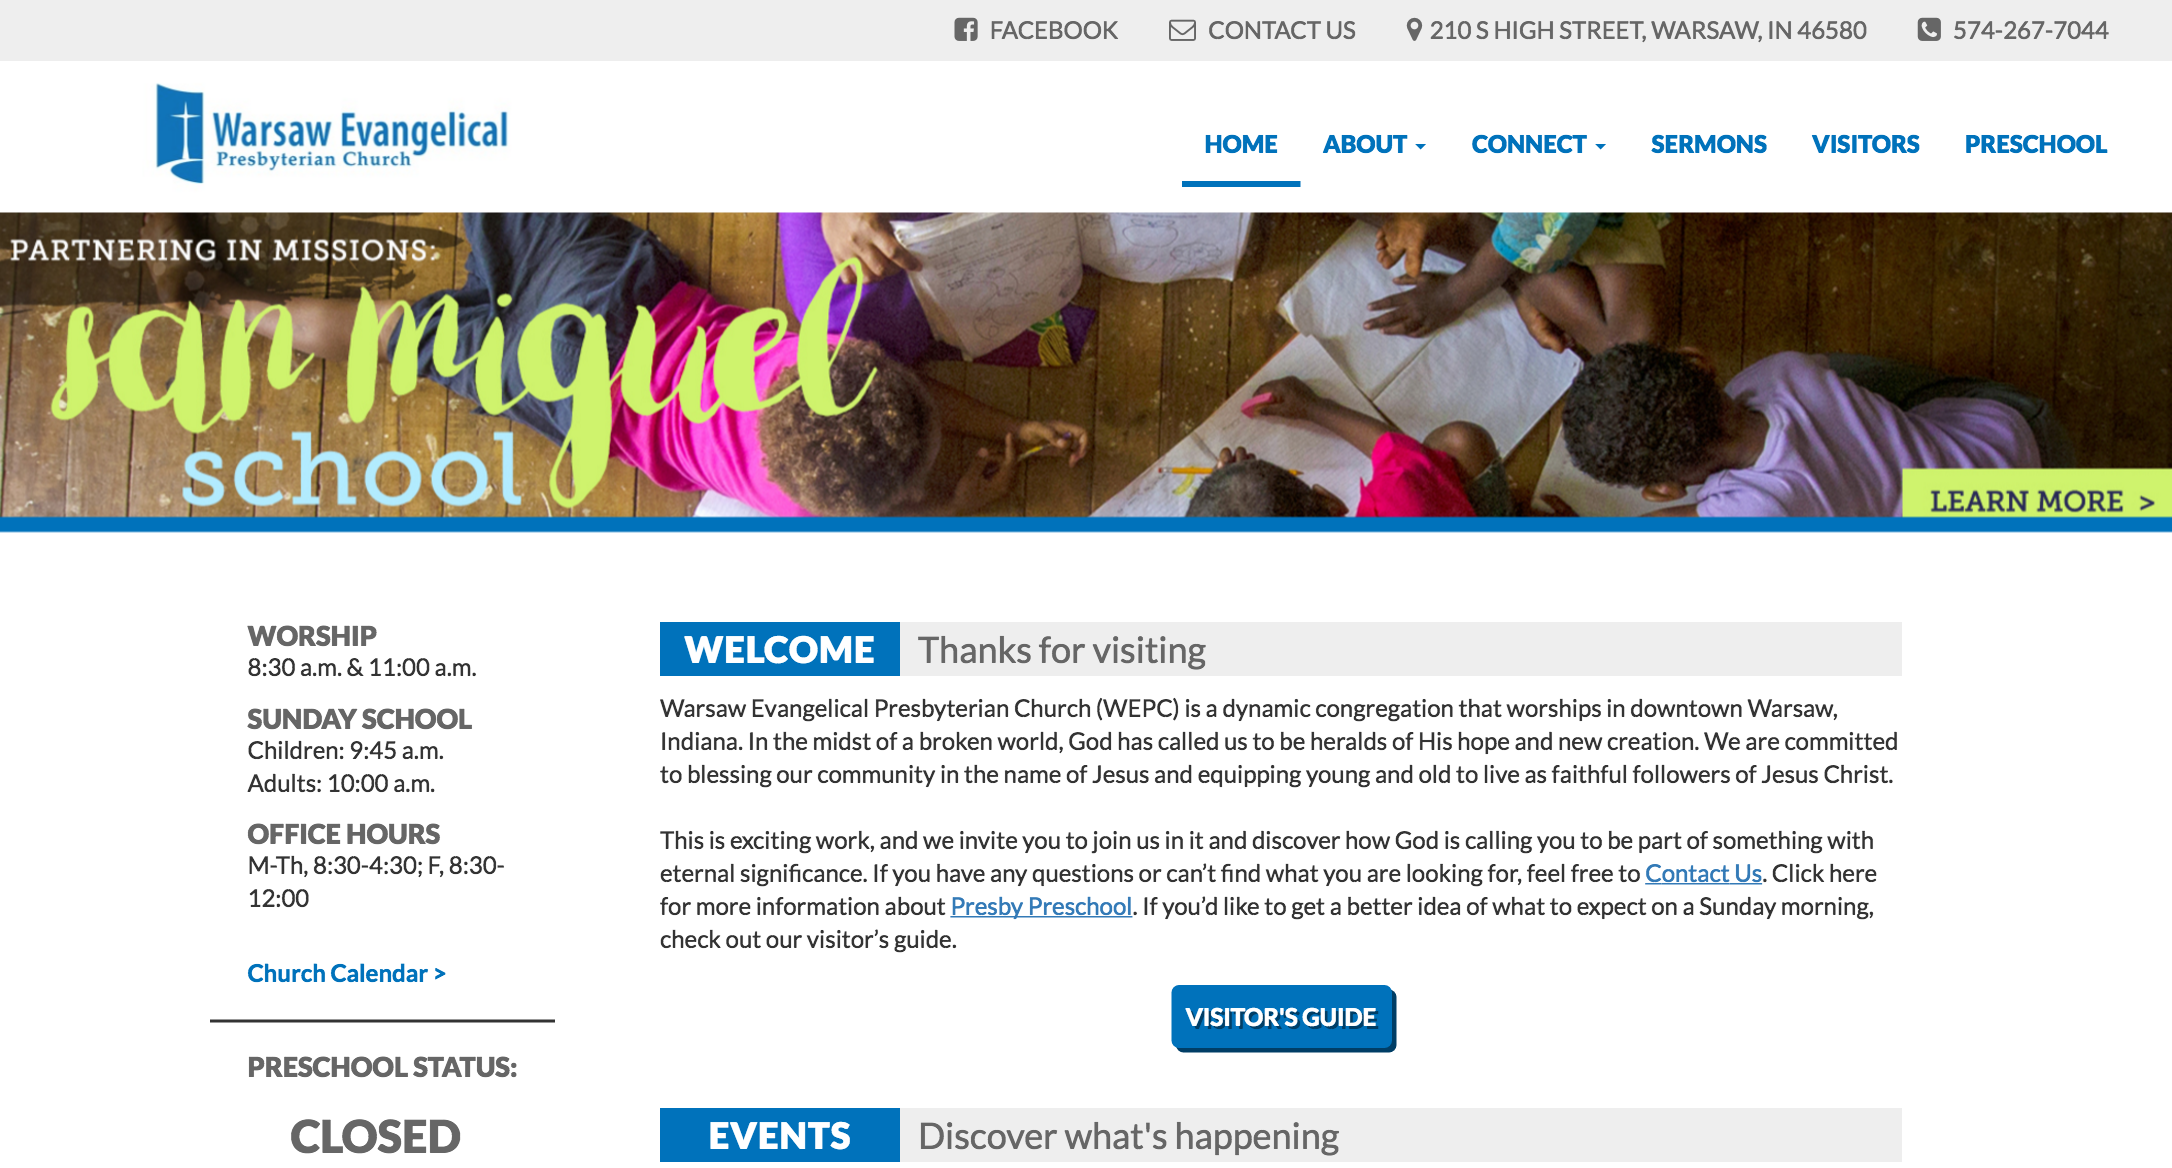 FACEBOOK
CONTACT US
210 S HIGH STREET, WARSAW, IN 46580
574-267-7044
Warsaw Evangelical
Presbyterian Church
HOME
ABOUT
CONNECT
SERMONS
VISITORS
PRESCHOOL
PARTNERING IN MISSIONS:
san miguel
school
LEARN MORE >
WORSHIP
8:30 a.m. & 11:00 a.m.
SUNDAY SCHOOL
Children: 9:45 a.m.
Adults: 10:00 a.m.
OFFICE HOURS
M-Th, 8:30-4:30; F, 8:30-
12:00
Church Calendar >
PRESCHOOL STATUS:
CLOSED
WELCOME Thanks for visiting
Warsaw Evangelical Presbyterian Church (WEPC) is a dynamic congregation that worships in downtown Warsaw,
Indiana. In the midst of a broken world, God has called us to be heralds of His hope and new creation. We are committed
to blessing our community in the name of Jesus and equipping young and old to live as faithful followers of Jesus Christ.
This is exciting work, and we invite you to join us in it and discover how God is calling you to be part of something with
eternal significance. If you have any questions or can’t find what you are looking for, feel free to Contact Us. Click here
for more information about Presby Preschool. If you’d like to get a better idea of what to expect on a Sunday morning,
check out our visitor’s guide.
VISITOR'S GUIDE
EVENTS Discover what's happening